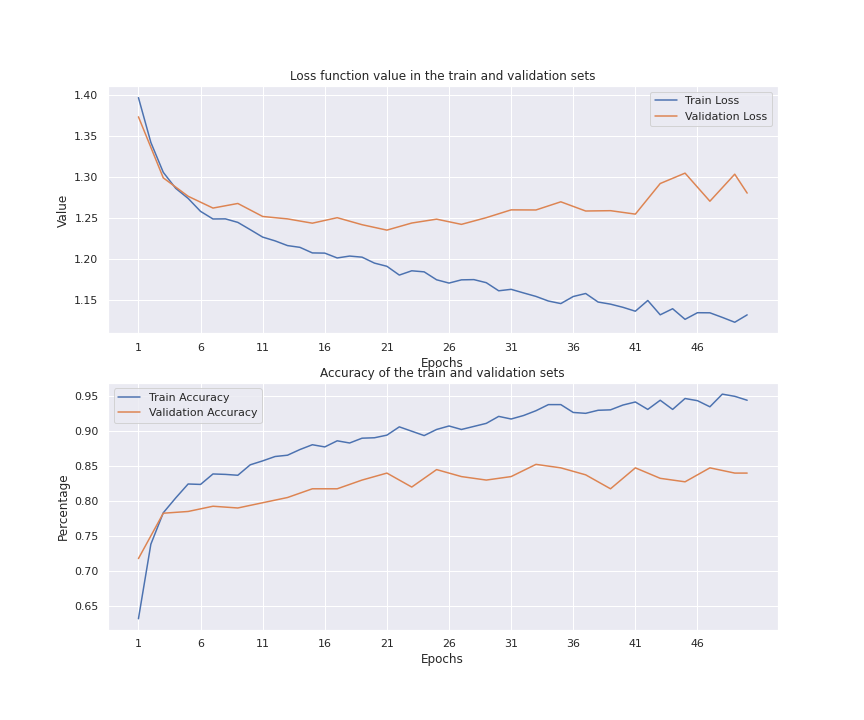 Loss function value in the train and validation sets
1.40
1.35
1.30
1.25
1.20
1.15
Value
Train Loss
Validation Loss
1 6 11 16 21 26 31 36 41 46
Epochs
Accuracy of the train and validation sets
0.95
0.90
0.85
0.80
0.75
0.70
0.65
Percentage
Train Accuracy
Validation Accuracy
1 6 11 16 21 26 31 36 41 46
Epochs